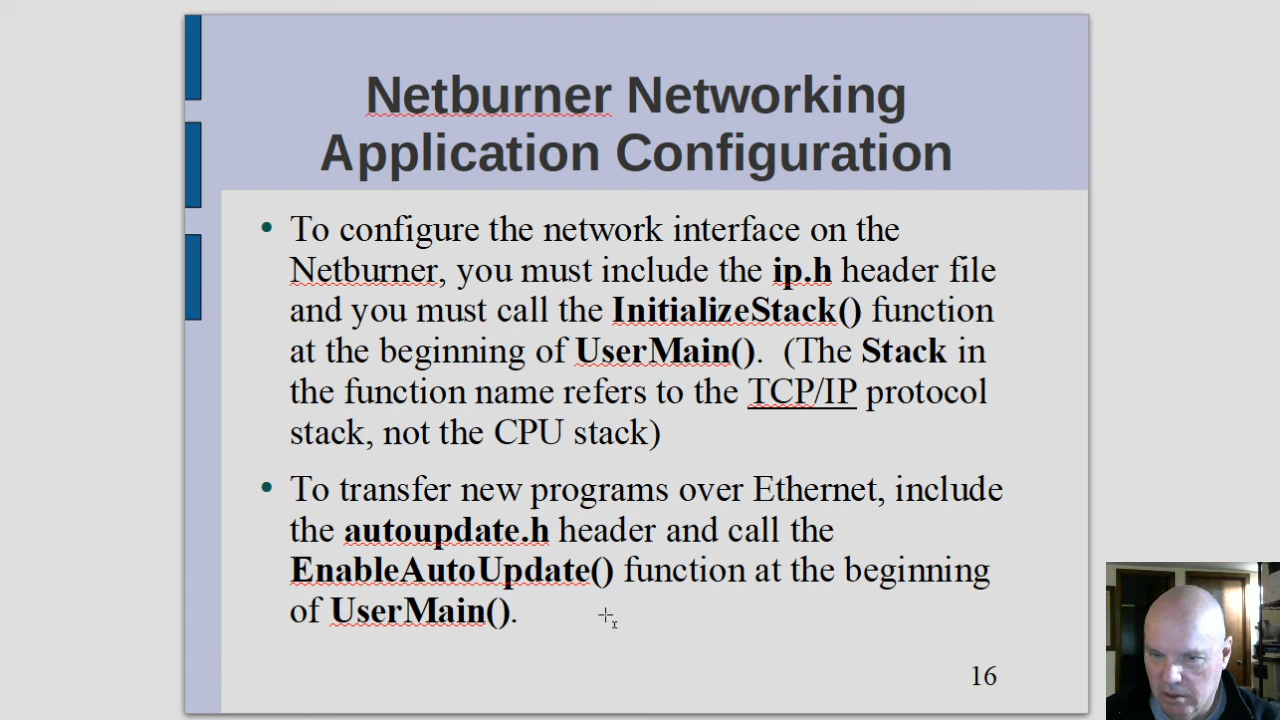 Netburner Networking
Application Configuration
• To configure the network interface on the
Netburner, you must include the ip.h header file
and you must call the InitializeStack() function
at the beginning of UserMain().  (The Stack in
the function name refers to the TCP/IP protocol
stack, not the CPU stack)
• To transfer new programs over Ethernet, include
the autoupdate.h header and call the
EnableAutoUpdate() function at the beginning
of UserMain().
16